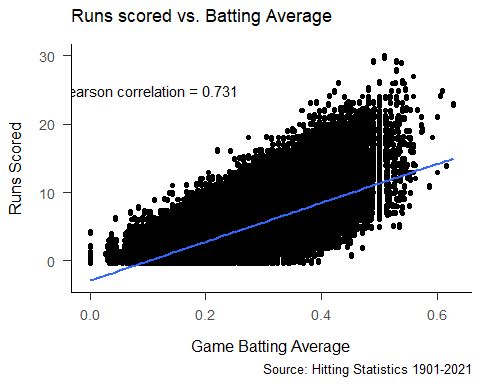 Runs scored vs. Batting Average
30
earson correlation = 0.731
20
Runs Scored
10
0
0.0 0.2 0.4 0.6
Game Batting Average
Source: Hitting Statistics 1901-2021